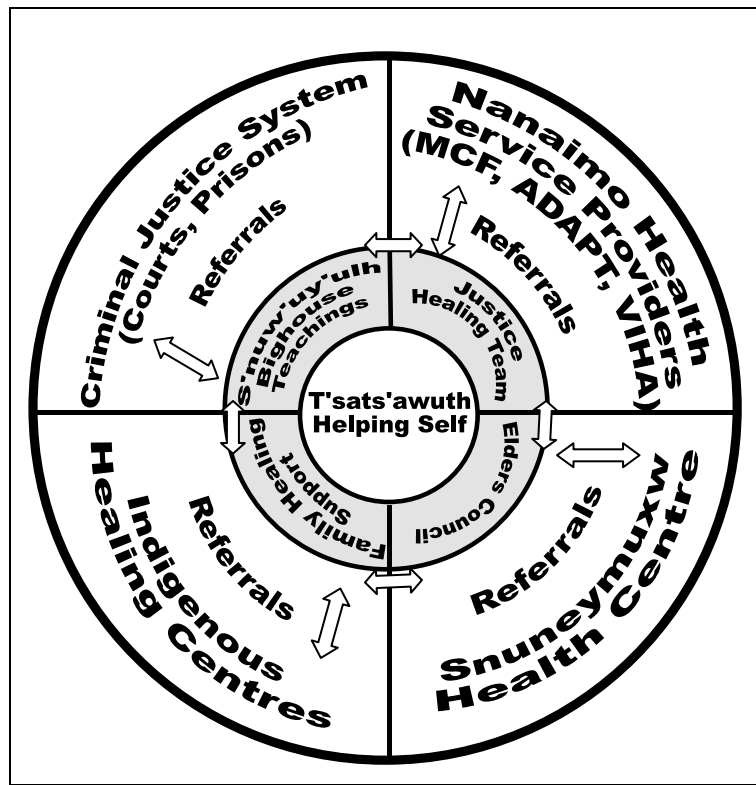 Criminal Justice System
(Courts, Prisons)
Referrals
Nanaimo Health
Service Providers
(MCF, ADAPT, VIHA)
Referrals
S'nuw'uy'ulh
Bighouse
Teachings
Justice
Healing Team
T'sats'awuth
Helping Self
Family Healing
Support
Elders Council
Referrals
Indigenous
Healing Centres
Referrals
Snuneymuxw
Health Centre